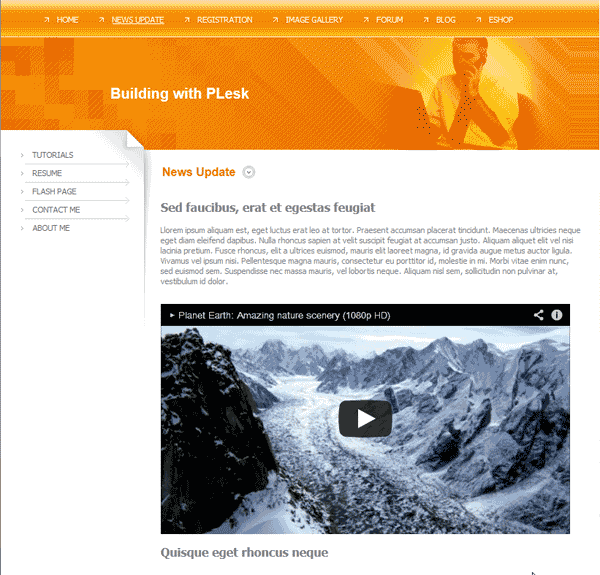 HOME NEWS UPDATE REGISTRATION IMAGE GALLERY FORUM BLOG ESHOP
Building with PLesk
TUTORIALS
RESUME
FLASH PAGE
CONTACT ME
ABOUT ME
News Update
Sed faucibus, erat et egestas feugiat
Lorem ipsum aliquam est, eget luctus erat leo at tortor. Praesent accumsan placerat tincidunt. Maecenas ultricies neque
eget diam eleifend dapibus. Nulla rhoncus sapien at velit suscipit feugiat at accumsan justo. Aliquam aliquet elit vel nisi
lacinia pretium. Fusce rhoncus, elit a ultrices euismod, mauris elit laoreet magna, id gravida augue metus auctor ligula.
Vivamus vel ipsum nisi. Pellentesque magna mauris, consectetur eu porttitor id, molestie in mi. Morbi vitae enim nunc,
sed euismod sem. Suspendisse nec massa mauris, vel lobortis neque. Aliquam nisl sem, sollicitudin non pulvinar at,
vestibulum id dolor.
Planet Earth: Amazing nature scenery (1080p HD)
Quisque eget rhoncus neque